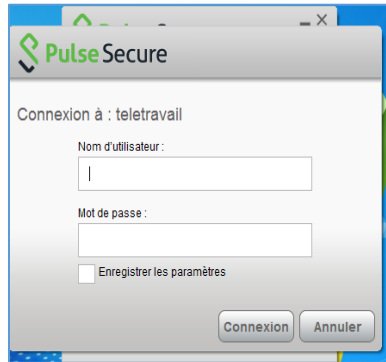 Pulse Secure
Connexion à : teletravail
Nom d'utilisateur :
Mot de passe :
Enregistrer les paramètres
Connexion
Annuler